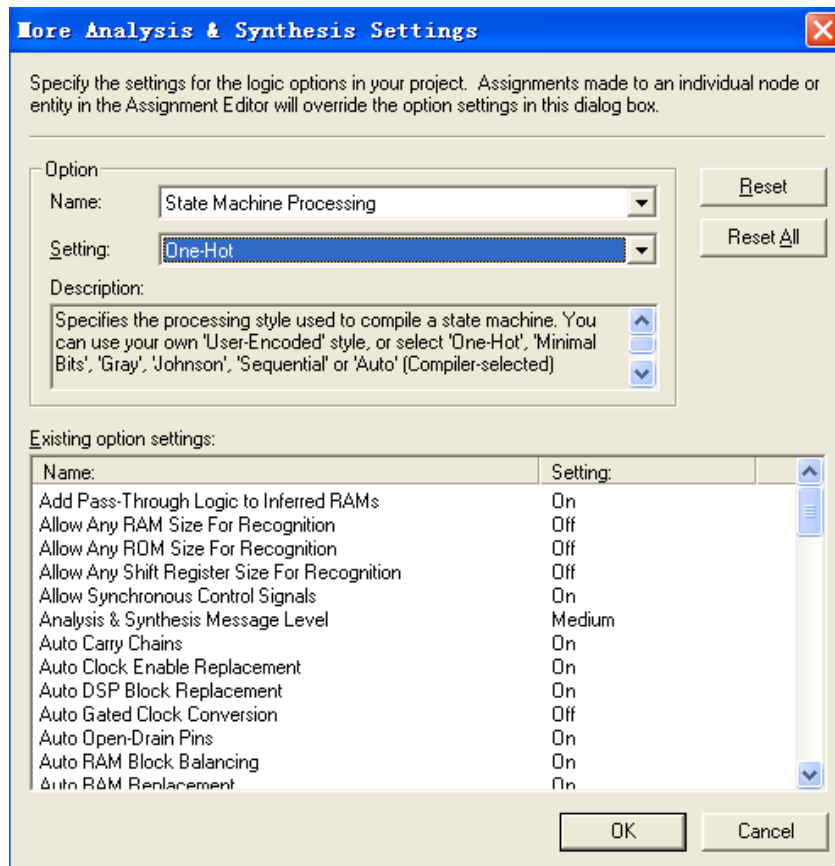 More Analysis & Synthesis Settings
Specify the settings for the logic options in your project. Assignments made to an individual node or
entity in the Assignment Editor will override the option settings in this dialog box.
Option
Name: State Machine Processing
Reset
Setting: One-Hot
Reset All
Description:
Specifies the processing style used to compile a state machine. You
can use your own 'User-Encoded' style, or select 'One-Hot', 'Minimal
Bits', 'Gray', 'Johnson', 'Sequential' or 'Auto' (Compiler-selected)
Existing option settings:
Name: Setting:
Add Pass-Through Logic to Inferred RAMs On
Allow Any RAM Size For Recognition Off
Allow Any ROM Size For Recognition Off
Allow Any Shift Register Size For Recognition Off
Allow Synchronous Control Signals On
Analysis & Synthesis Message Level Medium
Auto Carry Chains On
Auto Clock Enable Replacement On
Auto DSP Block Replacement On
Auto Gated Clock Conversion Off
Auto Open-Drain Pins On
Auto RAM Block Balancing On
Auto RAM Replacement On
OK Cancel